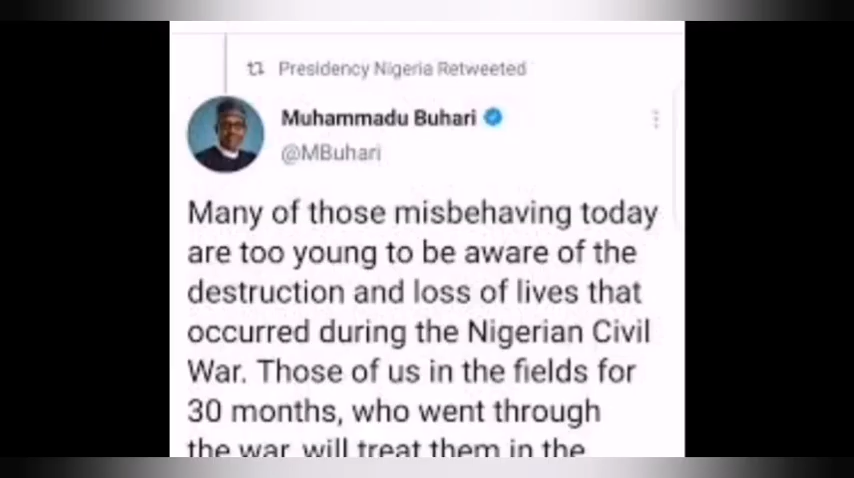 Presidency Nigeria Retweeted
Muhammadu Buhari
@MBuhari
Many of those misbehaving today
are too young to be aware of the
destruction and loss of lives that
occurred during the Nigerian Civil
War. Those of us in the fields for
30 months, who went through
the war, will treat them in the